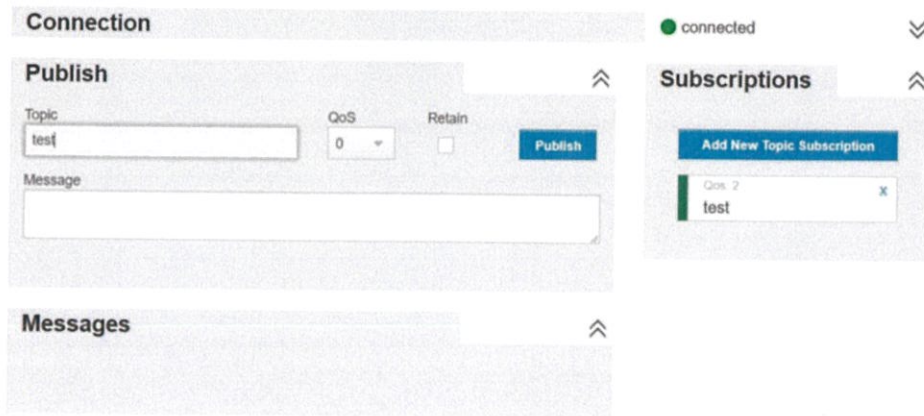 Connection
connected
Publish
Subscriptions
Topic
QoS
Retain
test
0
Publish
Message
Add New Topic Subscription
Qos: 2
x
test
Messages